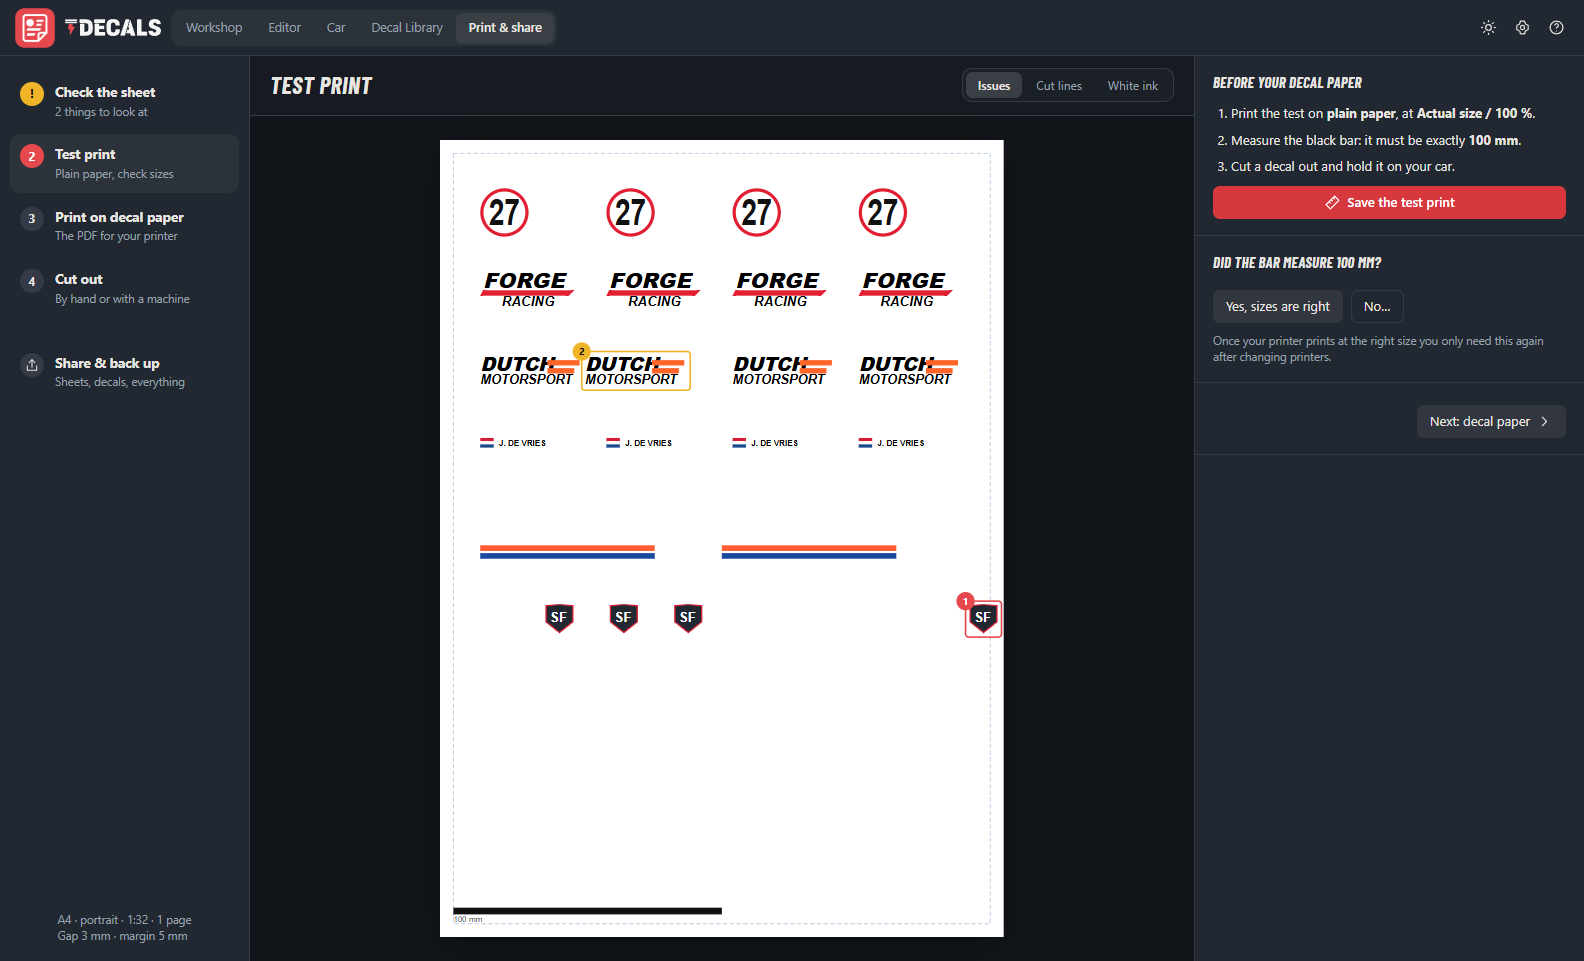 DECALS
Workshop
Editor
Car
Decal Library
Print & share
!
Check the sheet
2 things to look at
2
Test print
Plain paper, check sizes
3
Print on decal paper
The PDF for your printer
4
Cut out
By hand or with a machine
Share & back up
Sheets, decals, everything
A4 · portrait · 1:32 · 1 page
Gap 3 mm · margin 5 mm
TEST PRINT
Issues
Cut lines
White ink
27
27
27
27
FORGE
RACING
FORGE
RACING
FORGE
RACING
FORGE
RACING
DUTCH
MOTORSPORT
2
DUTCH
MOTORSPORT
DUTCH
MOTORSPORT
DUTCH
MOTORSPORT
J. DE VRIES
J. DE VRIES
J. DE VRIES
J. DE VRIES
SF
SF
SF
1
SF
100 mm
BEFORE YOUR DECAL PAPER
1. Print the test on plain paper, at Actual size / 100 %.
2. Measure the black bar: it must be exactly 100 mm.
3. Cut a decal out and hold it on your car.
Save the test print
DID THE BAR MEASURE 100 MM?
Yes, sizes are right
No...
Once your printer prints at the right size you only need this again
after changing printers.
Next: decal paper